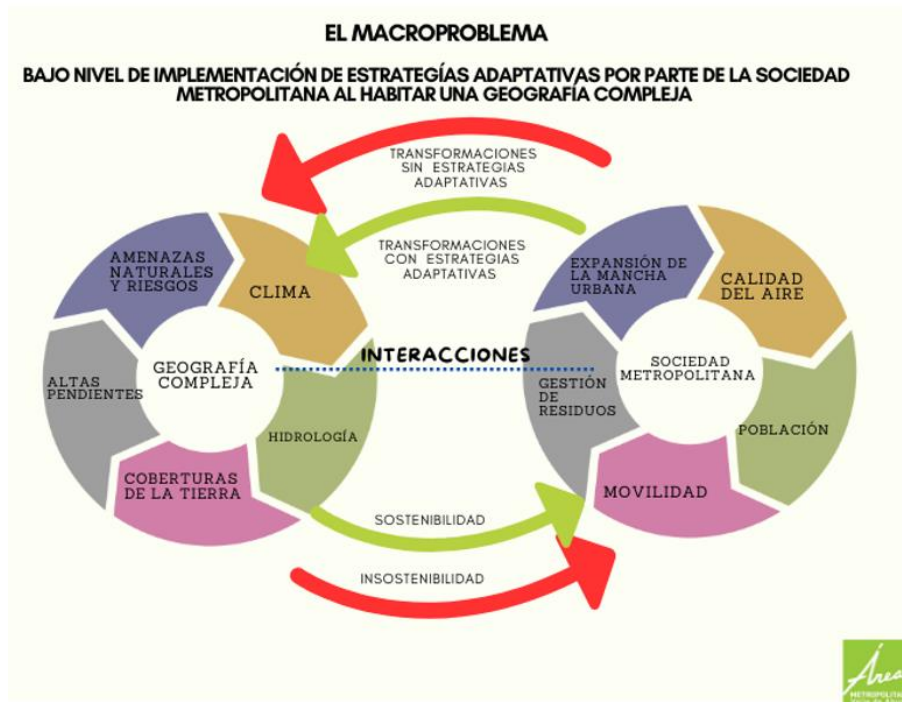 EL MACROPROBLEMA
BAJO NIVEL DE IMPLEMENTACIÓN DE ESTRATEGÍAS ADAPTATIVAS POR PARTE DE LA SOCIEDAD
METROPOLITANA AL HABITAR UNA GEOGRAFÍA COMPLEJA
TRANSFORMACIONES
SIN ESTRATEGIAS
ADAPTATIVAS
TRANSFORMACIONES
CON ESTRATEGIAS
ADAPTATIVAS
AMENAZAS
NATURALES
Y RIESGOS
CLIMA
GEOGRAFÍA
COMPLEJA
ALTAS
PENDIENTES
HIDROLOGÍA
COBERTURAS
DE LA TIERRA
INTERACCIONES
EXPANSIÓN DE
LA MANCHA
URBANA
CALIDAD
DEL AIRE
SOCIEDAD
METROPOLITANA
GESTIÓN
DE
RESIDUOS
POBLACIÓN
MOVILIDAD
SOSTENIBILIDAD
INSOSTENIBILIDAD
Área
METROPOLITA